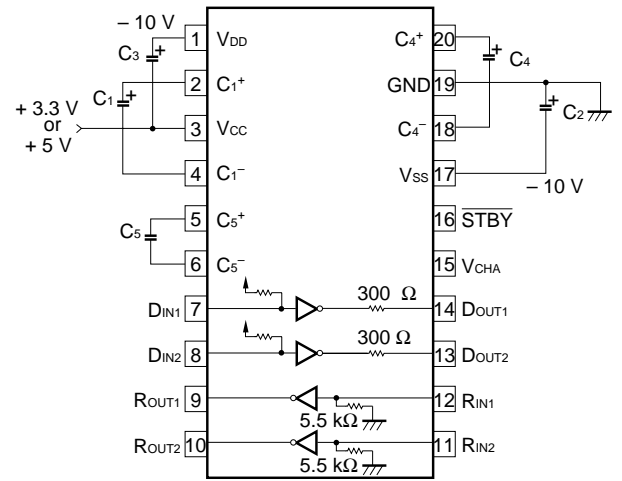 – 10 V
C3
1 VDD
C4+ 20
C4
C1
2 C1+
GND 19
C2
+ 3.3 V
or
+ 5 V
3 VCC
C4– 18
4 C1–
VSS 17
– 10 V
C5
5 C5+
16 STBY
6 C5–
15 VCHA
DIN1 7
300 Ω
14 DOUT1
DIN2 8
300 Ω
13 DOUT2
ROUT1 9
5.5 kΩ
12 RIN1
ROUT2 10
5.5 kΩ
11 RIN2